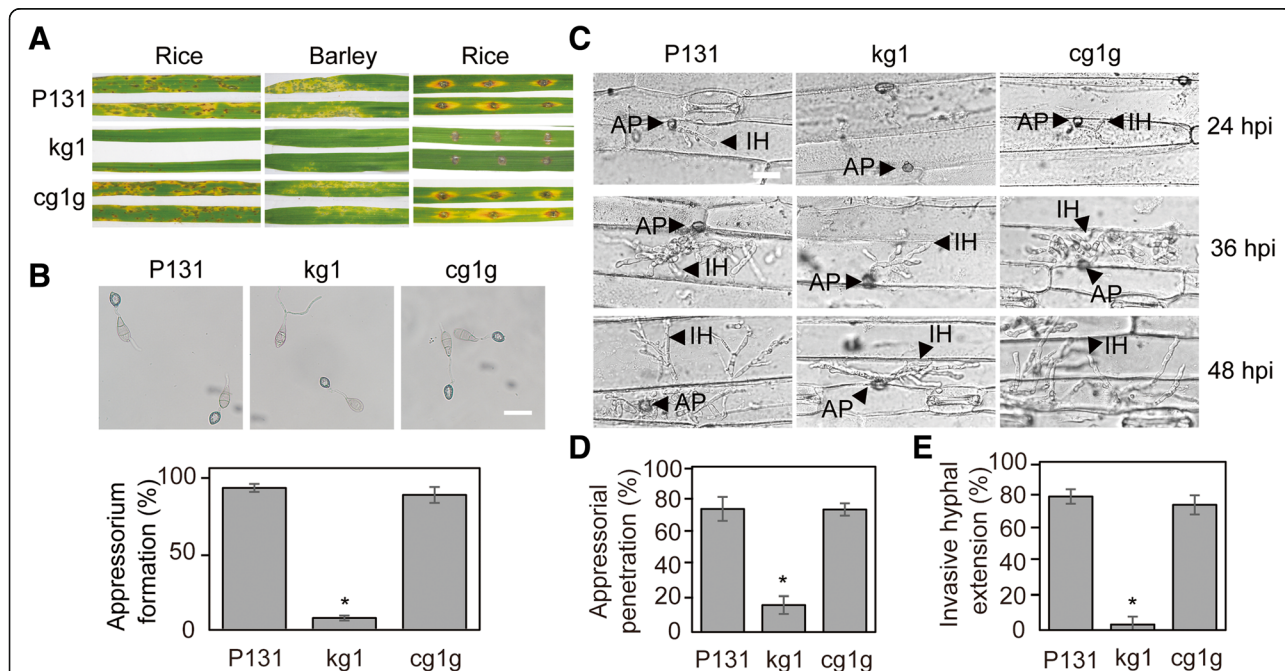 A
Rice Barley Rice
P131
kg1
cg1g
B
P131 kg1 cg1g
Appressorium formation (%)
100
50
0
*
P131 kg1 cg1g
C
P131 kg1 cg1g
AP IH AP AP IH 24 hpi
AP IH IH AP IH AP 36 hpi
IH AP IH AP IH 48 hpi
D
Appressorial penetration (%)
100
80
60
40
20
0
*
P131 kg1 cg1g
E
Invasive hyphal extension (%)
100
80
60
40
20
0
*
P131 kg1 cg1g